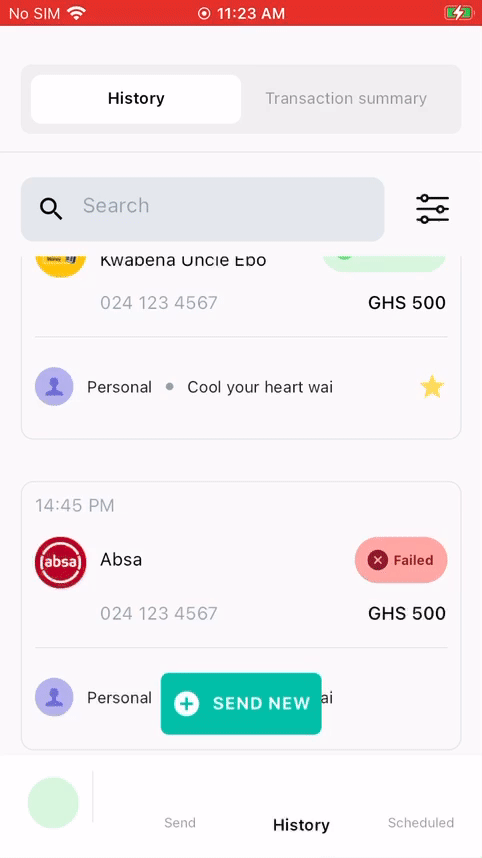 No SIM 11:23 AM
History Transaction summary
Search
Kwabena Uncle Ebo
024 123 4567 GHS 500
Personal Cool your heart wai
14:45 PM
absa Absa Failed
024 123 4567 GHS 500
Personal SEND NEW ai
Send History Scheduled